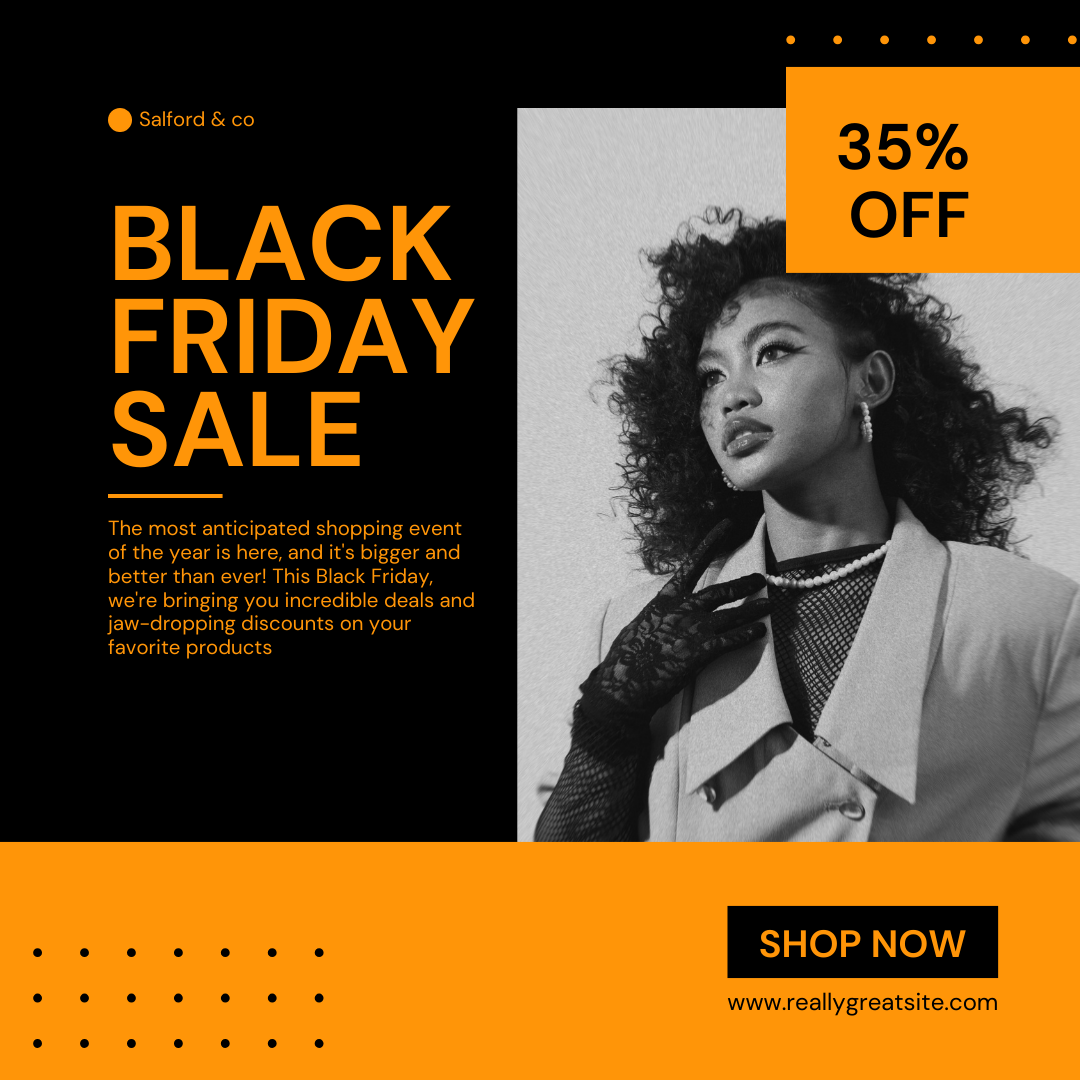 Salford & co
35%
OFF
BLACK
FRIDAY
SALE
The most anticipated shopping event
of the year is here, and it's bigger and
better than ever! This Black Friday,
we're bringing you incredible deals and
jaw-dropping discounts on your
favorite products
SHOP NOW
www.reallygreatsite.com